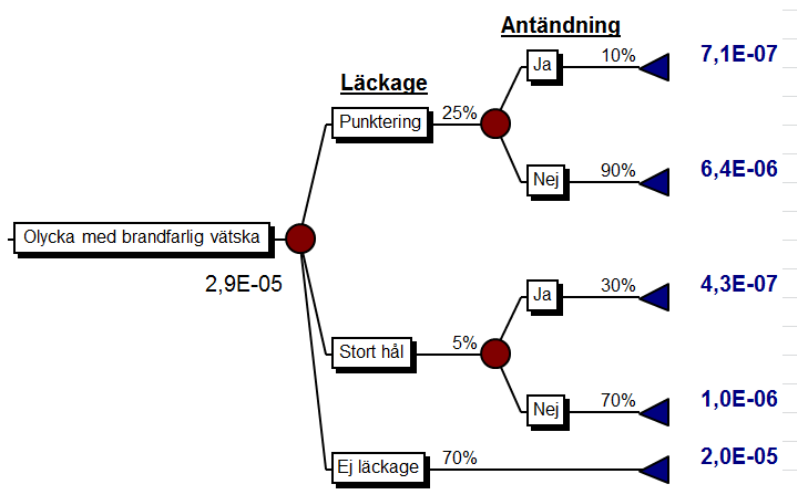 Antändning
Ja 10% 7,1E-07
Läckage
Punktering 25%
Nej 90% 6,4E-06
Olycka med brandfarlig vätska
2,9E-05
Ja 30% 4,3E-07
Stort hål 5%
Nej 70% 1,0E-06
Ej läckage 70% 2,0E-05